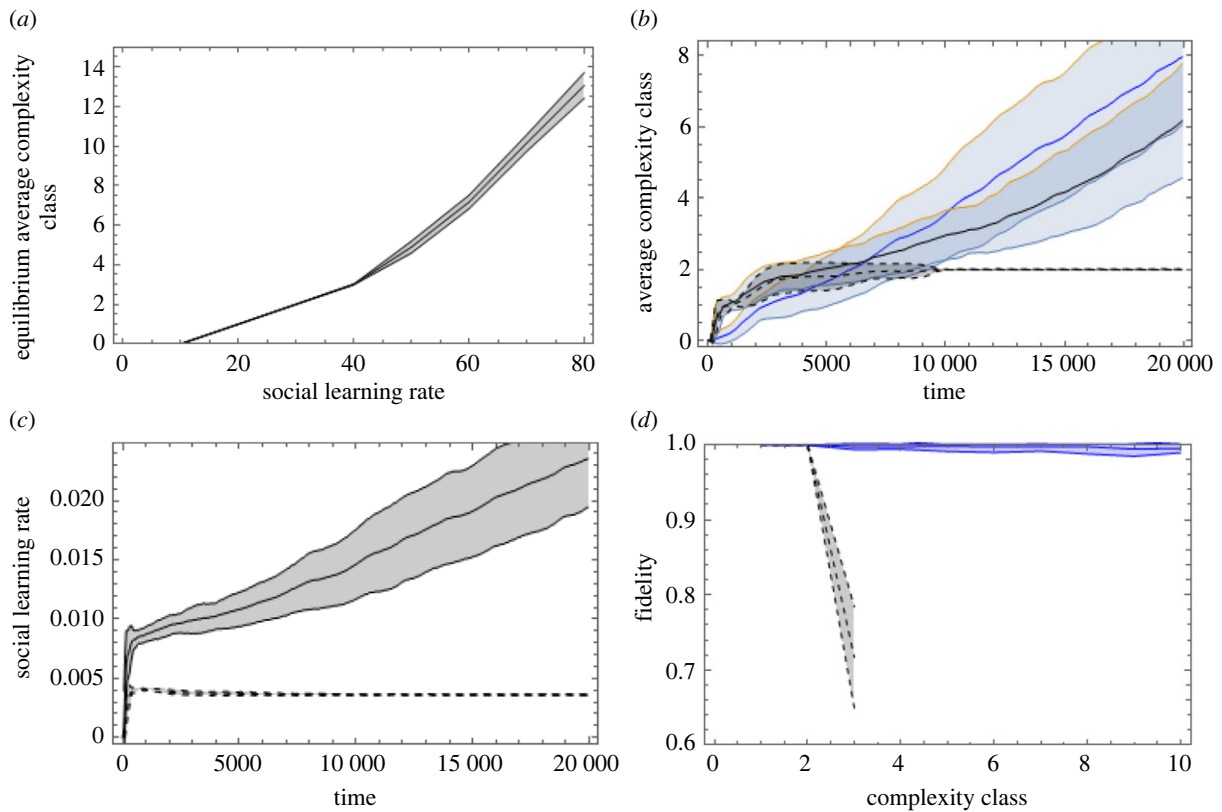 (a)
equilibrium average complexity
class
14
12
10
8
6
4
2
0
0 20 40 60 80
social learning rate
(b)
average complexity class
8
6
4
2
0
0 5000 10 000 15 000 20 000
time
(c)
social learning rate
0.020
0.015
0.010
0.005
0
0 5000 10 000 15 000 20 000
time
(d)
fidelity
1.0
0.9
0.8
0.7
0.6
0 2 4 6 8 10
complexity class